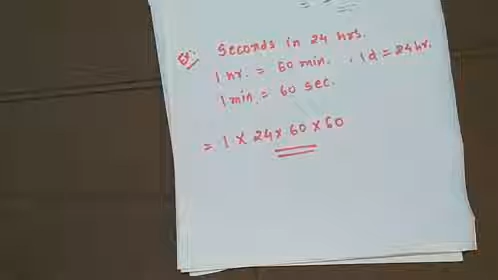 Seconds in 24 hrs.
1 hr. = 60 min. , 1 d = 24 hr.
1 min. = 60 sec.
= 1 × 24 × 60 × 60